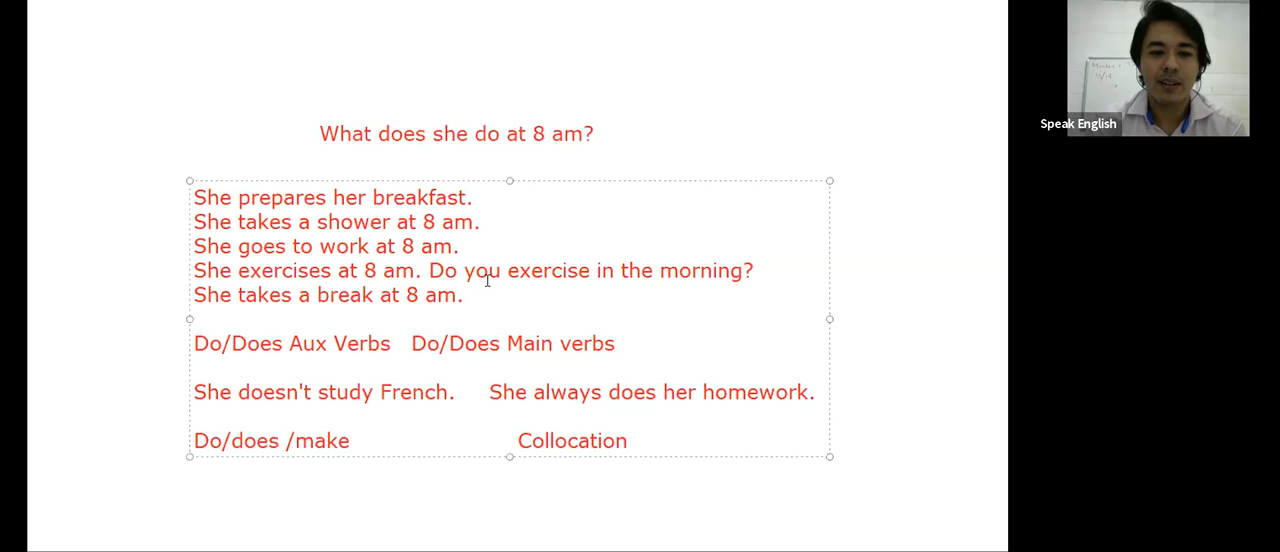 What does she do at 8 am?
She prepares her breakfast.
She takes a shower at 8 am.
She goes to work at 8 am.
She exercises at 8 am. Do you exercise in the morning?
She takes a break at 8 am.
Do/Does Aux Verbs   Do/Does Main verbs
She doesn't study French.   She always does her homework.
Do/does /make   Collocation
Speak English